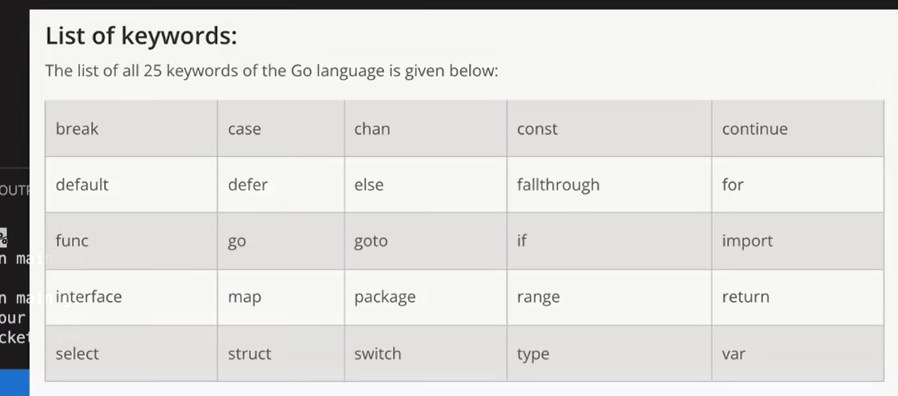 List of keywords:
The list of all 25 keywords of the Go language is given below:
break case chan const continue
default defer else fallthrough for
func go goto if import
interface map package range return
select struct switch type var
OUT
%
n mai
n ma
our
cket